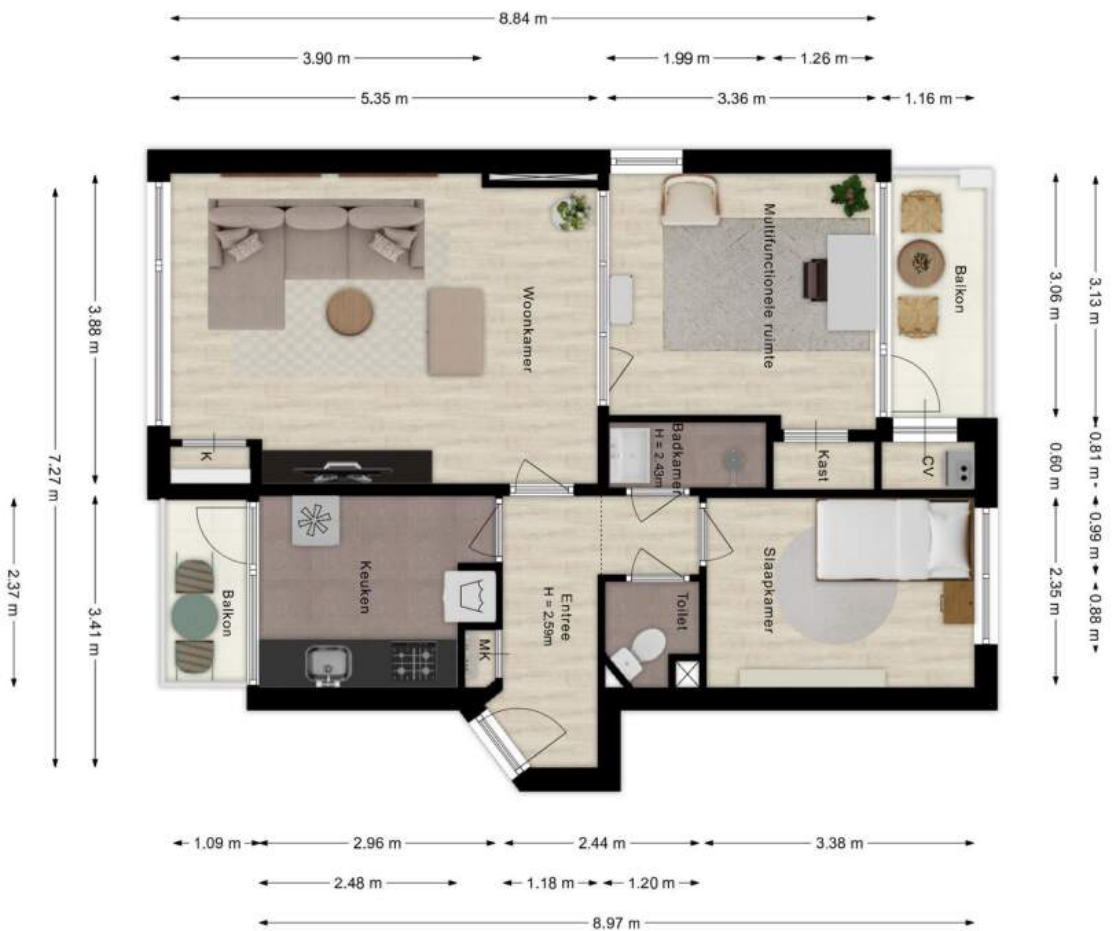 8.84 m
3.90 m
1.99 m
1.26 m
5.35 m
3.36 m
1.16 m
7.27 m
3.88 m
3.41 m
2.37 m
Woonkamer
Multifunctionele ruimte
Balkon
K
Badkamer
H = 2.43m
Kast
CV
Balkon
Keuken
MK
Entree
H = 2.59m
Toilet
Slaapkamer
3.06 m
0.60 m
2.35 m
3.13 m
0.81 m
0.99 m
0.88 m
1.09 m
2.96 m
2.44 m
3.38 m
2.48 m
1.18 m
1.20 m
8.97 m